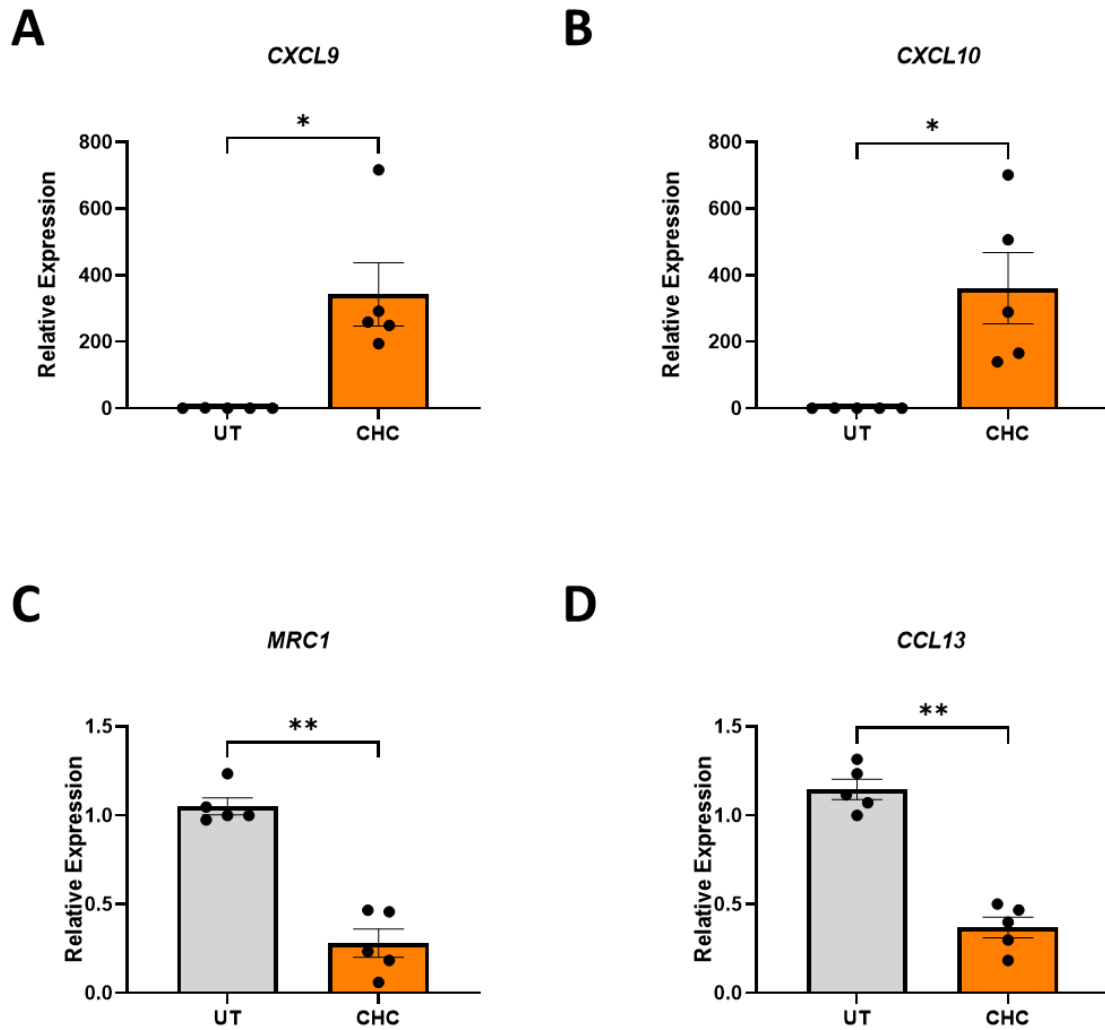 A
CXCL9
*
800
600
400
200
0
Relative Expression
UT
CHC
B
CXCL10
*
800
600
400
200
0
Relative Expression
UT
CHC
C
MRC1
**
1.5
1.0
0.5
0.0
Relative Expression
UT
CHC
D
CCL13
**
1.5
1.0
0.5
0.0
Relative Expression
UT
CHC